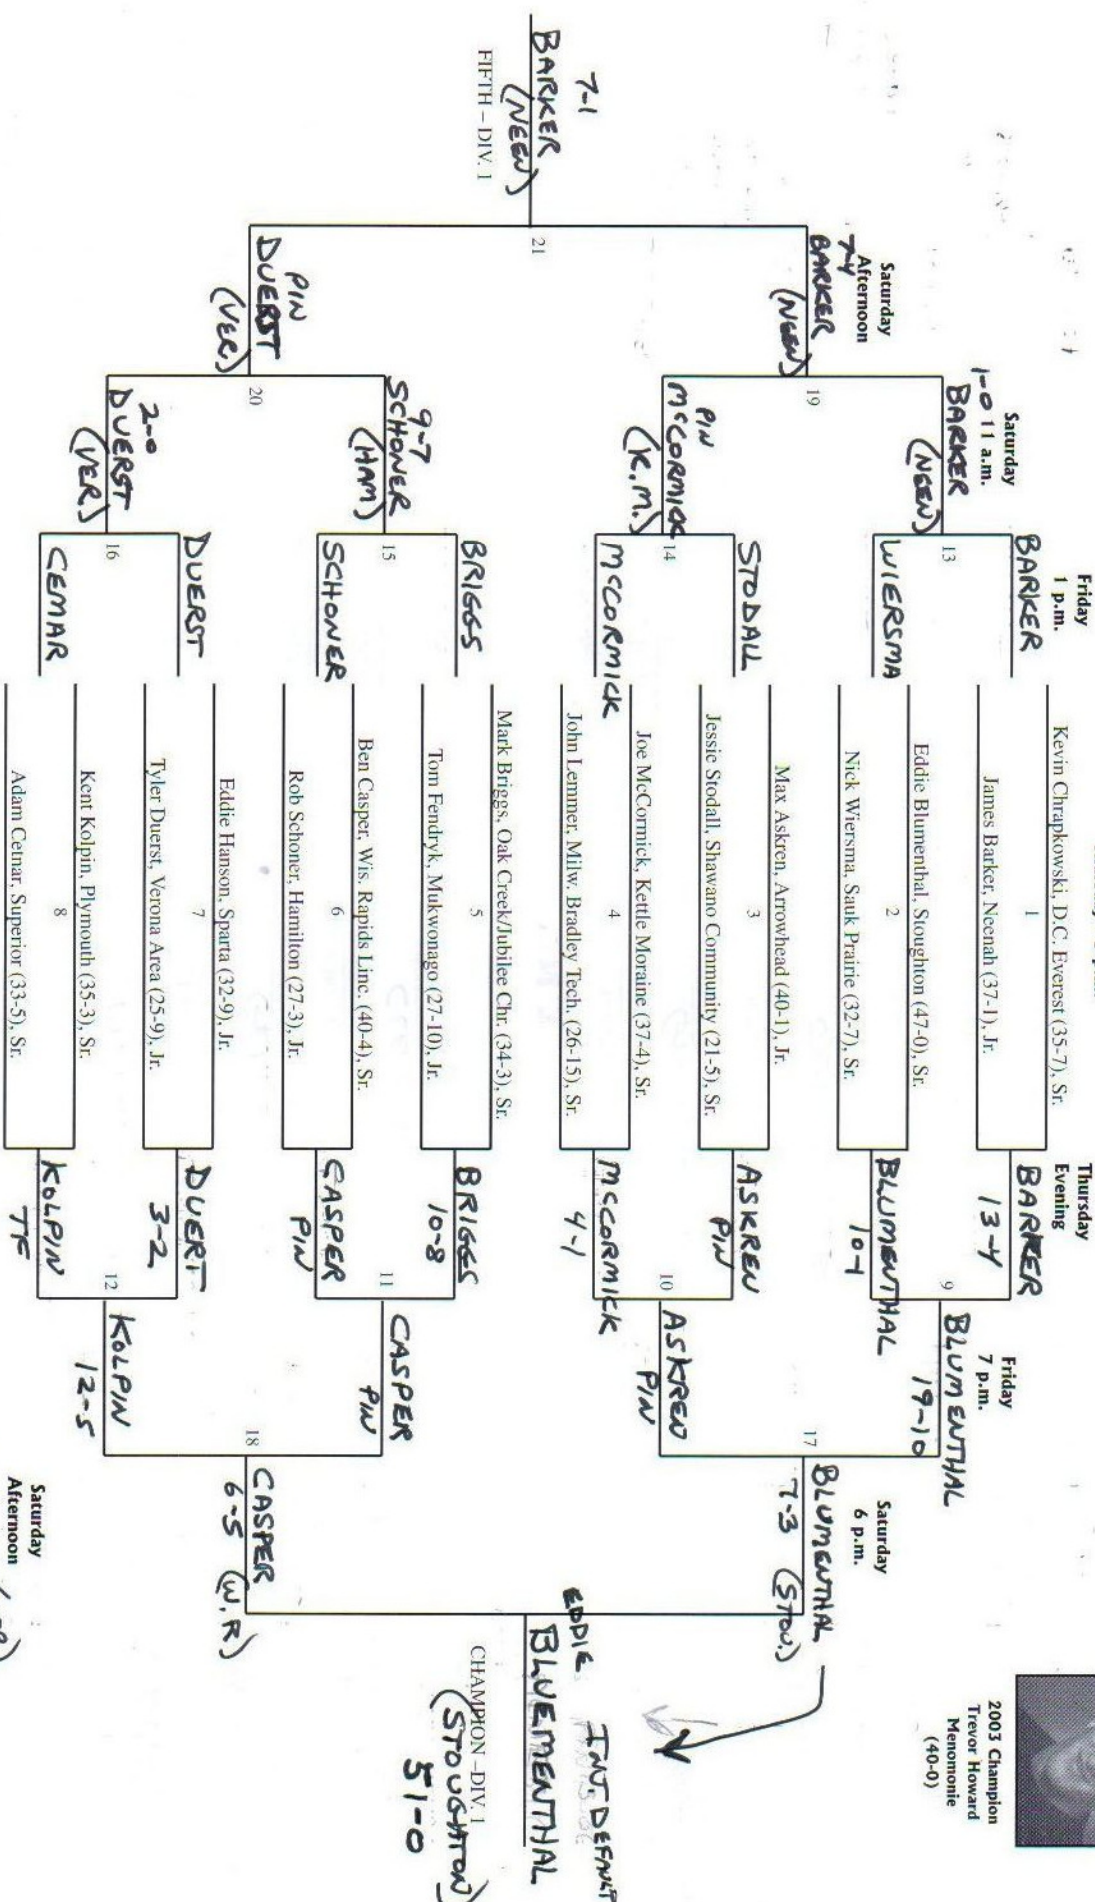 Saturday
Afternoon
Saturday
11 a.m.
Friday
1 p.m.
Thursday
Evening
Friday
7 p.m.
Saturday
6 p.m.
2003 Champion
Trevor Howard
Menomonie
(40-0)
7-1
BARKER
(NEEN)
FIFTH – DIV. 1
21
BARKER
7-4
(NEEN)
PIN
DUERST
(VER.)
19
20
1-0
BARKER
(NEEN)
PIN
McCORMICK
(K.M.)
9-7
SCHONER
(HAM)
2-0
DUERST
(VER.)
13
14
15
16
BARKER
WIERSMA
STODALL
McCORMICK
BRIGGS
SCHONER
DUERST
CEMAR
Kevin Chrapkowski, D.C. Everest (35-7), Sr.
1
James Barker, Neenah (37-1), Jr.
Eddie Blumenthal, Stoughton (47-0), Sr.
2
Nick Wiersma, Sauk Prairie (32-7), Sr.
Max Askren, Arrowhead (40-1), Jr.
3
Jessie Stodall, Shawano Community (21-5), Sr.
Joe McCormick, Kettle Moraine (37-4), Sr.
4
John Lemmer, Milw. Bradley Tech. (26-15), Sr.
Mark Briggs, Oak Creek/Jubilee Chr. (34-3), Sr.
5
Tom Fendryk, Mukwonago (27-10), Jr.
Ben Casper, Wis. Rapids Linc. (40-4), Sr.
6
Rob Schoner, Hamilton (27-3), Jr.
Eddie Hanson, Sparta (32-9), Jr.
7
Tyler Duerst, Verona Area (25-9), Jr.
Kent Kolpin, Plymouth (35-3), Sr.
8
Adam Cetnar, Superior (33-5), Sr.
BARKER
13-4
BLUMENTHAL
10-1
ASKREN
PIN
McCORMICK
4-1
BRIGGS
10-8
CASPER
PIN
DUERT
3-2
KOLPIN
TF
9
10
11
12
BLUMENTHAL
19-10
ASKREN
PIN
CASPER
PIN
KOLPIN
12-5
17
18
BLUMENTHAL
7-3 (STOU.)
CASPER
6-5 (W.R)
EDDIE INJ. DEFAULT
BLUEMENTHAL
CHAMPION – DIV. 1
(STOUGHTON)
51-0
Saturday
Afternoon